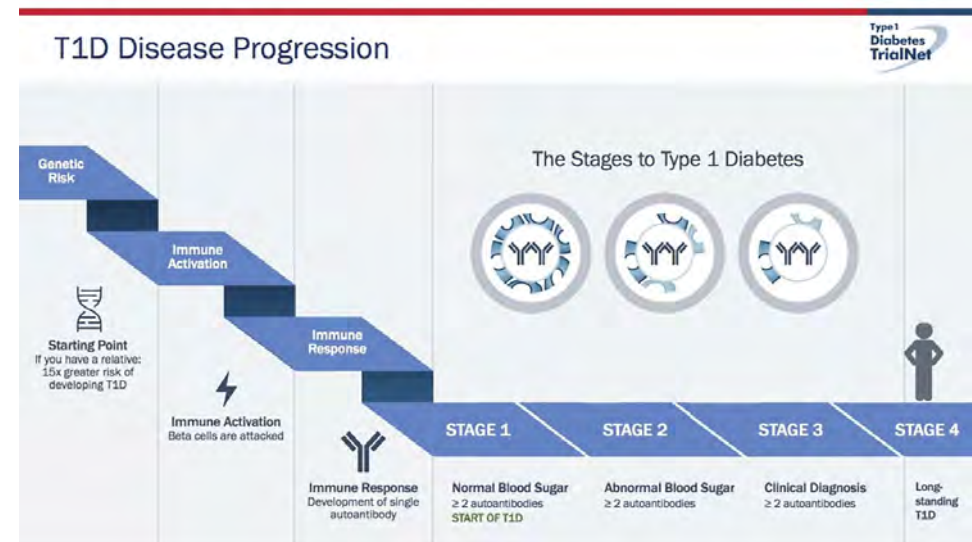 T1D Disease Progression
Type 1
Diabetes
TrialNet
Genetic
Risk
Immune
Activation
Immune
Response
The Stages to Type 1 Diabetes
Starting Point
If you have a relative:
15x greater risk of
developing T1D
Immune Activation
Beta cells are attacked
Immune Response
Development of single
autoantibody
STAGE 1
STAGE 2
STAGE 3
STAGE 4
Normal Blood Sugar
≥ 2 autoantibodies
START OF T1D
Abnormal Blood Sugar
≥ 2 autoantibodies
Clinical Diagnosis
≥ 2 autoantibodies
Long-
standing
T1D